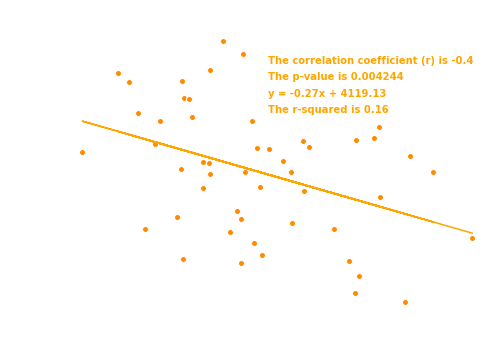 The correlation coefficient (r) is -0.4
The p-value is 0.004244
y = -0.27x + 4119.13
The r-squared is 0.16